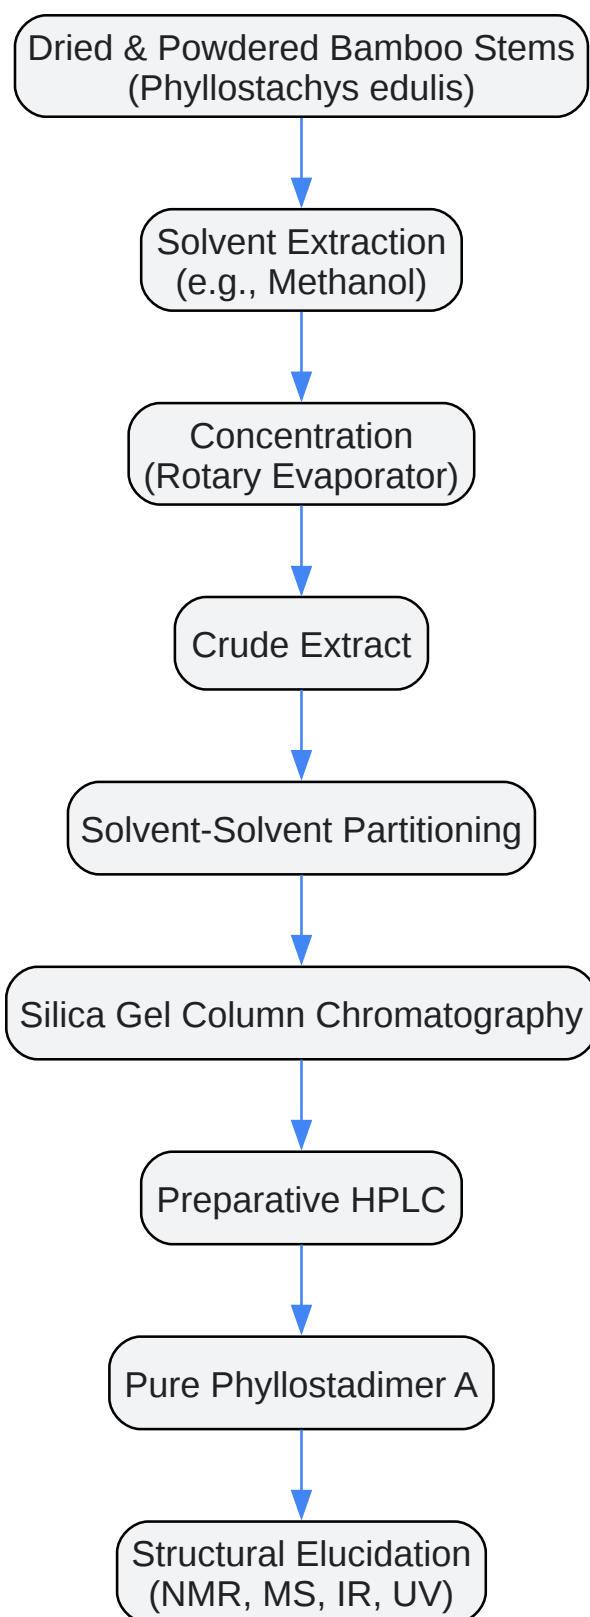 Dried & Powdered Bamboo Stems
(Phyllostachys edulis)
Solvent Extraction
(e.g., Methanol)
Concentration
(Rotary Evaporator)
Crude Extract
Solvent-Solvent Partitioning
Silica Gel Column Chromatography
Preparative HPLC
Pure Phyllostadimer A
Structural Elucidation
(NMR, MS, IR, UV)